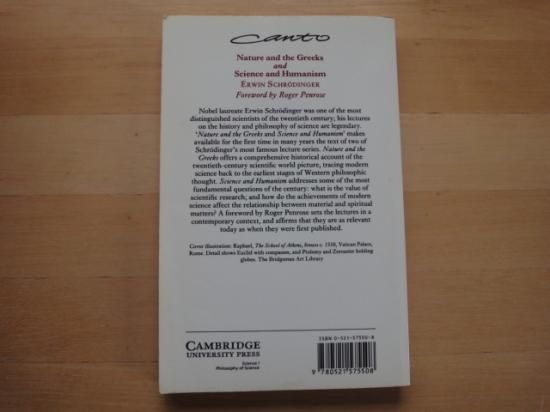 Canto
Nature and the Greeks
and
Science and Humanism
ERWIN SCHRÖDINGER
Foreword by Roger Penrose
Nobel laureate Erwin Schrödinger was one of the most
distinguished scientists of the twentieth century; his lectures
on the history and philosophy of science are legendary.
'Nature and the Greeks and Science and Humanism' makes
available for the first time in many years the text of two of
Schrödinger's most famous lecture series. Nature and the
Greeks offers a comprehensive historical account of the
twentieth-century scientific world picture, tracing modern
science back to the earliest stages of Western philosophic
thought. Science and Humanism addresses some of the most
fundamental questions of the century: what is the value of
scientific research; and how do the achievements of modern
science affect the relationship between material and spiritual
matters? A foreword by Roger Penrose sets the lectures in a
contemporary context, and affirms that they are as relevant
today as when they were first published.
Cover illustration: Raphael, The School of Athens, fresco c. 1510, Vatican Palace,
Rome. Detail shows Euclid with compasses, and Ptolemy and Zoroaster holding
globes. The Bridgeman Art Library
CAMBRIDGE
UNIVERSITY PRESS
Science /
Philosophy of Science
ISBN 0-521-57550-8
9 780521 575508